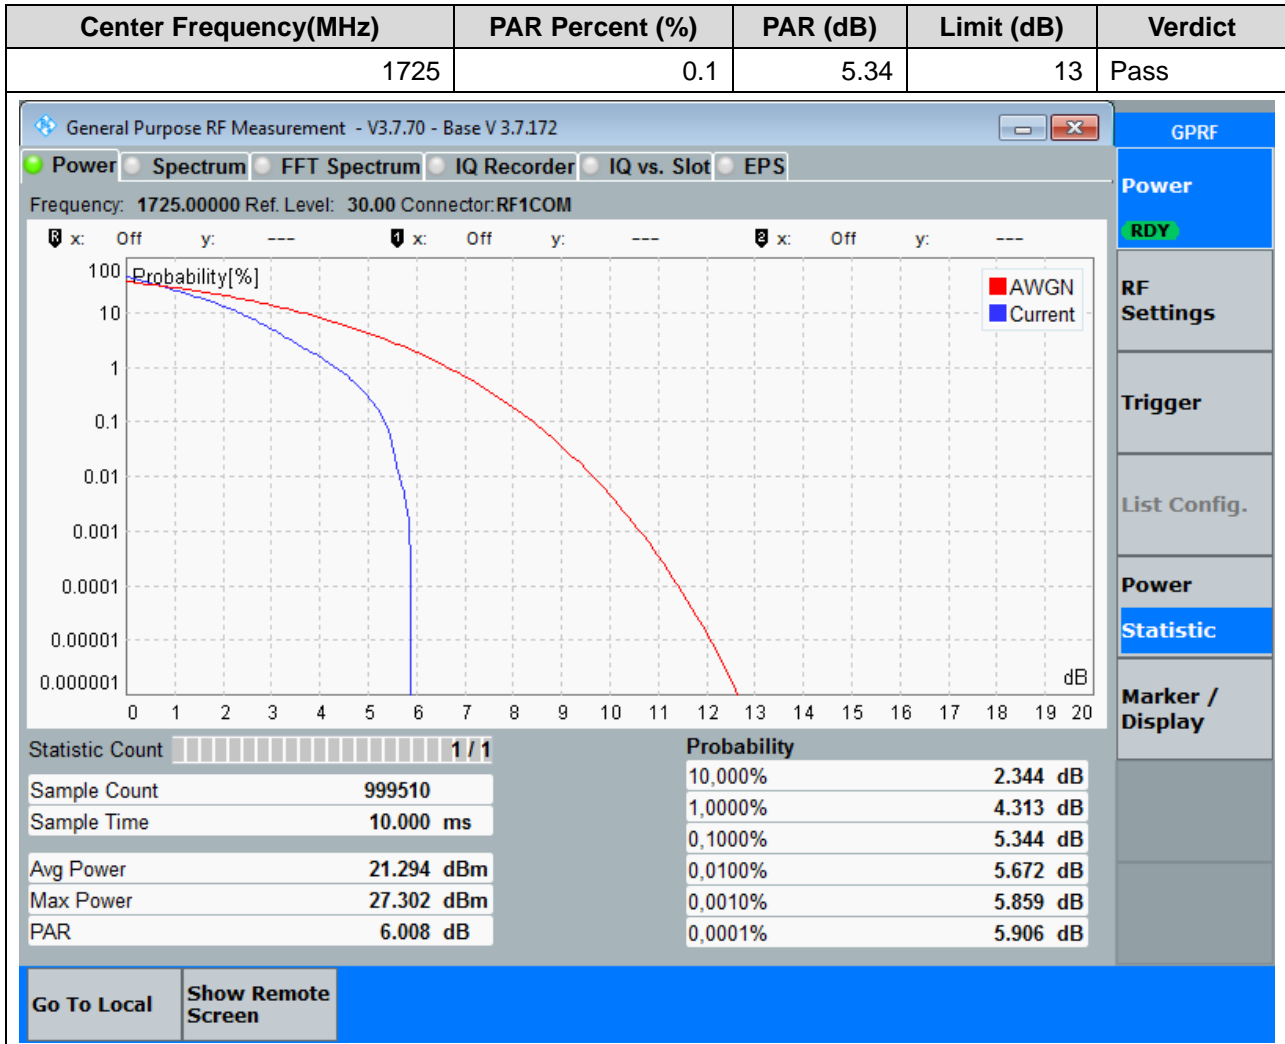 Center Frequency(MHz) PAR Percent (%) PAR (dB) Limit (dB) Verdict
1725 0.1 5.34 13 Pass
General Purpose RF Measurement - V3.7.70 - Base V 3.7.172
GPRF
Power Spectrum FFT Spectrum IQ Recorder IQ vs. Slot EPS
Frequency: 1725.00000 Ref. Level: 30.00 Connector:RF1COM
R x: Off y: --- 1 x: Off y: --- 2 x: Off y: ---
Probability[%]
AWGN
Current
100
10
1
0.1
0.01
0.001
0.0001
0.00001
0.000001
dB
0 1 2 3 4 5 6 7 8 9 10 11 12 13 14 15 16 17 18 19 20
Statistic Count 1 / 1
Sample Count 999510
Sample Time 10.000 ms
Avg Power 21.294 dBm
Max Power 27.302 dBm
PAR 6.008 dB
Probability
10,000% 2.344 dB
1,0000% 4.313 dB
0,1000% 5.344 dB
0,0100% 5.672 dB
0,0010% 5.859 dB
0,0001% 5.906 dB
Power
RDY
RF
Settings
Trigger
List Config.
Power
Statistic
Marker /
Display
Go To Local
Show Remote
Screen